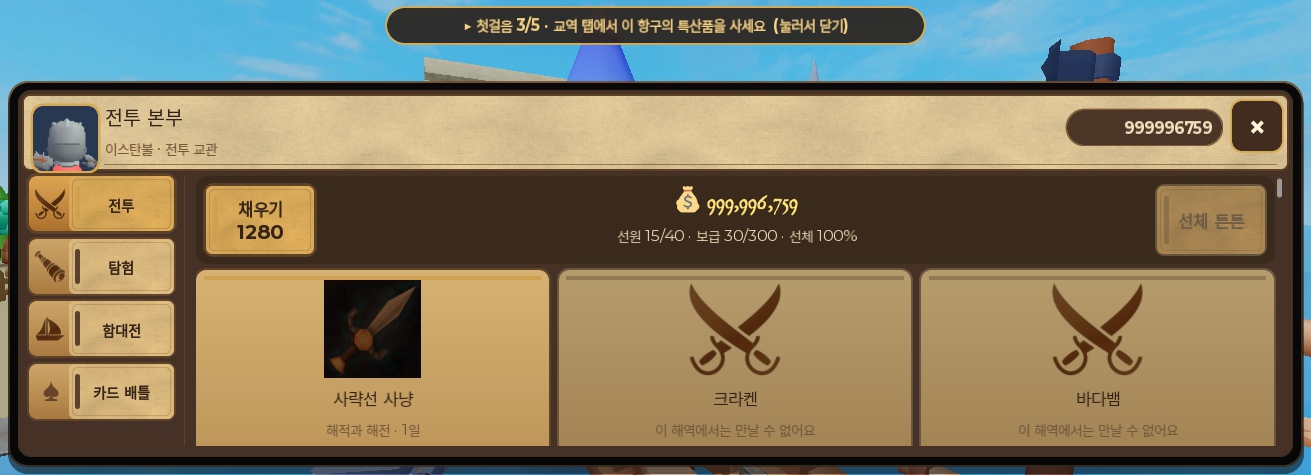 ▸ 첫걸음 3/5 · 교역 탭에서 이 항구의 특산품을 사세요 (눌러서 닫기)
전투 본부
이스탄불 · 전투 교관
999996759
×
전투
탐험
함대전
카드 배틀
채우기
1280
999,996,759
선원 15/40 · 보급 30/300 · 선체 100%
선체 튼튼
사략선 사냥
해적과 해전 · 1일
크라켄
이 해역에서는 만날 수 없어요
바다뱀
이 해역에서는 만날 수 없어요